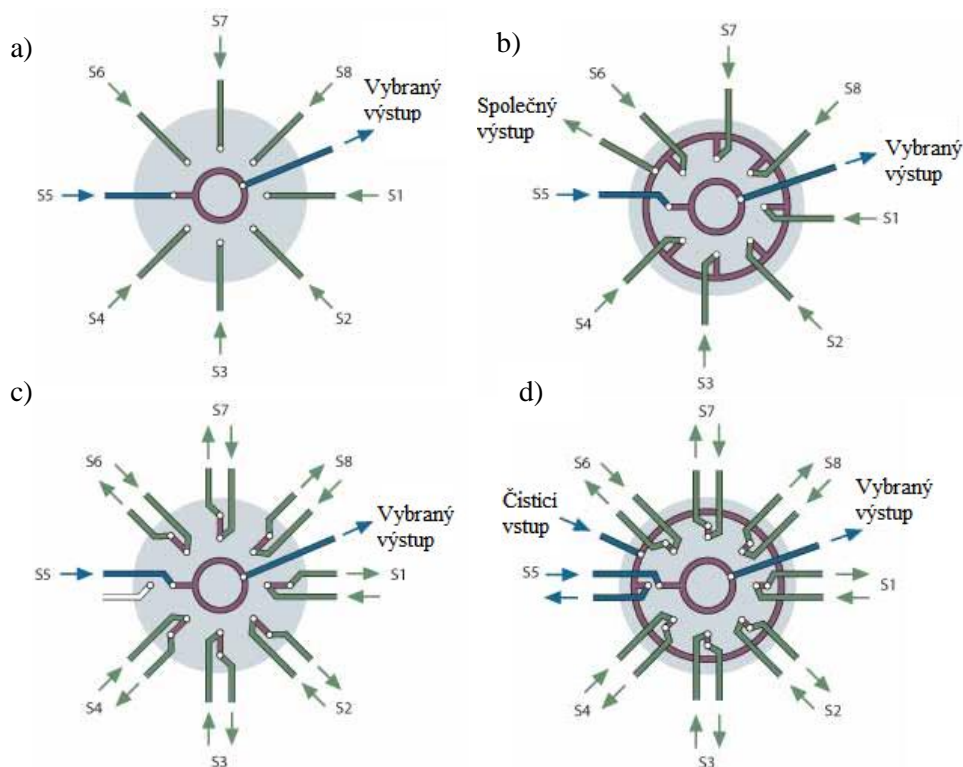 a)
S7
S6
S8
Vybraný
výstup
S5
S1
S4
S2
S3
b)
S7
S6
S8
Společný
výstup
Vybraný
výstup
S5
S1
S4
S2
S3
c)
S7
S6
S8
Vybraný
výstup
S5
S1
S4
S2
S3
d)
S7
S6
S8
Čisticí
vstup
Vybraný
výstup
S5
S1
S4
S2
S3